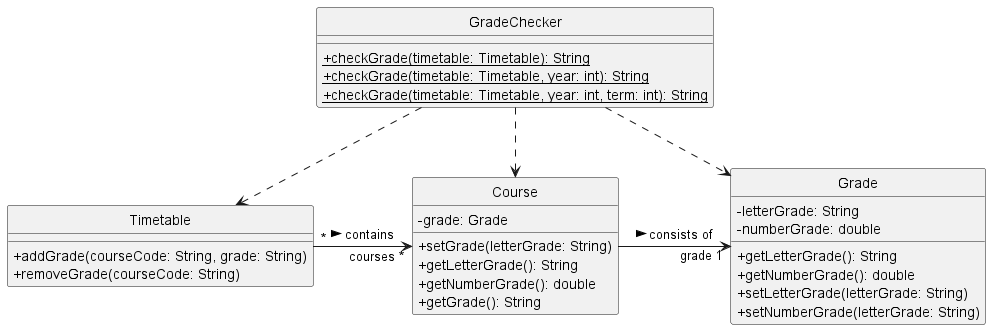 GradeChecker
+checkGrade(timetable: Timetable): String
+checkGrade(timetable: Timetable, year: int): String
+checkGrade(timetable: Timetable, year: int, term: int): String
Timetable
+addGrade(courseCode: String, grade: String)
+removeGrade(courseCode: String)
* contains
courses *
Course
-grade: Grade
+setGrade(letterGrade: String)
+getLetterGrade(): String
+getNumberGrade(): double
+getGrade(): String
consists of
grade 1
Grade
-letterGrade: String
-numberGrade: double
+getLetterGrade(): String
+getNumberGrade(): double
+setLetterGrade(letterGrade: String)
+setNumberGrade(letterGrade: String)